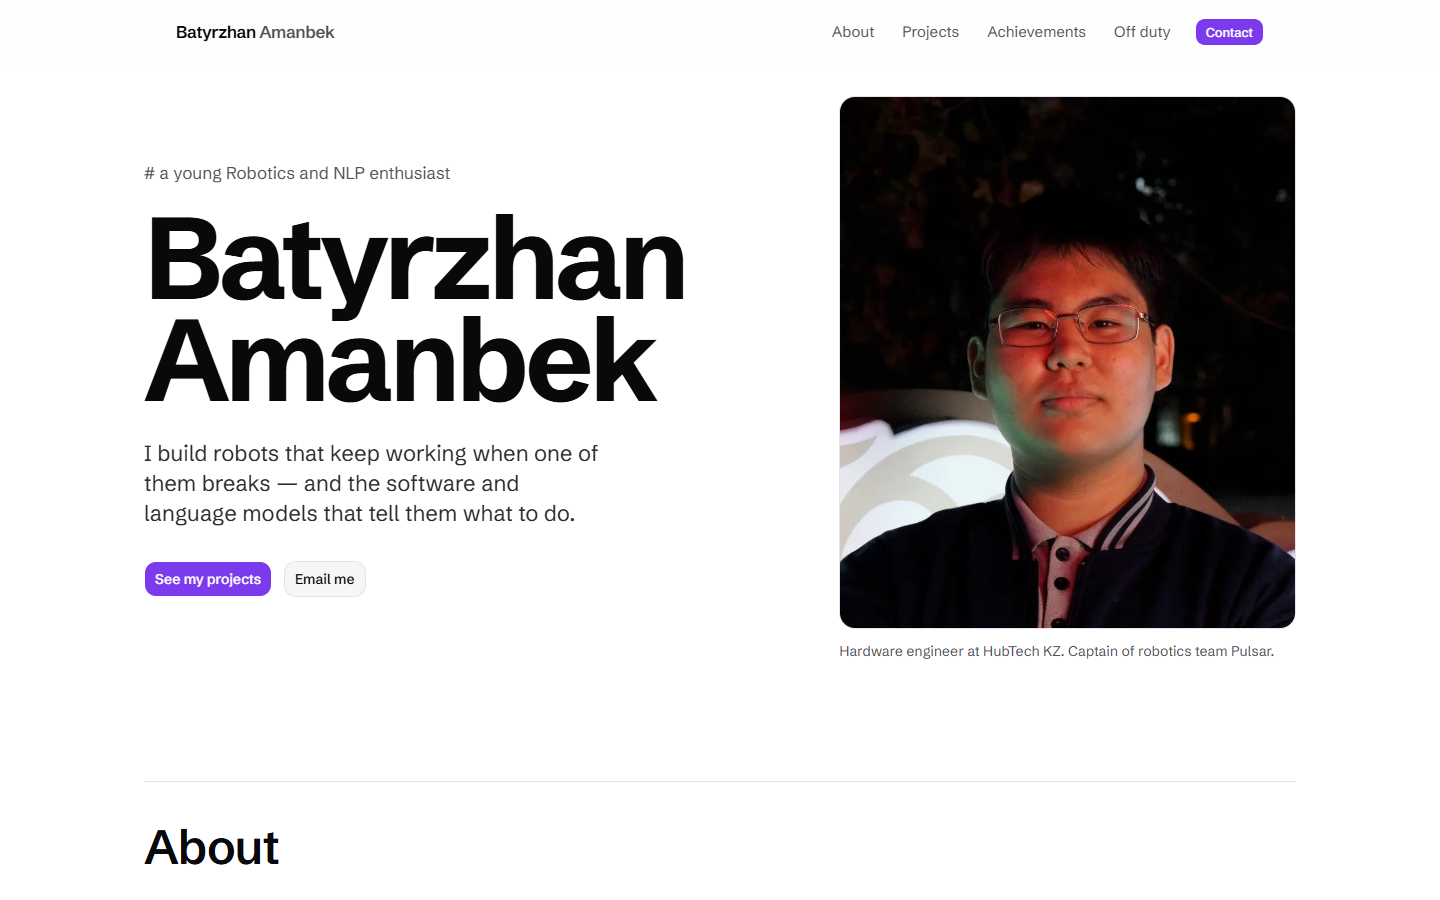 Batyrzhan Amanbek
About
Projects
Achievements
Off duty
Contact
# a young Robotics and NLP enthusiast
Batyrzhan
Amanbek
I build robots that keep working when one of
them breaks — and the software and
language models that tell them what to do.
See my projects
Email me
Hardware engineer at HubTech KZ. Captain of robotics team Pulsar.
About